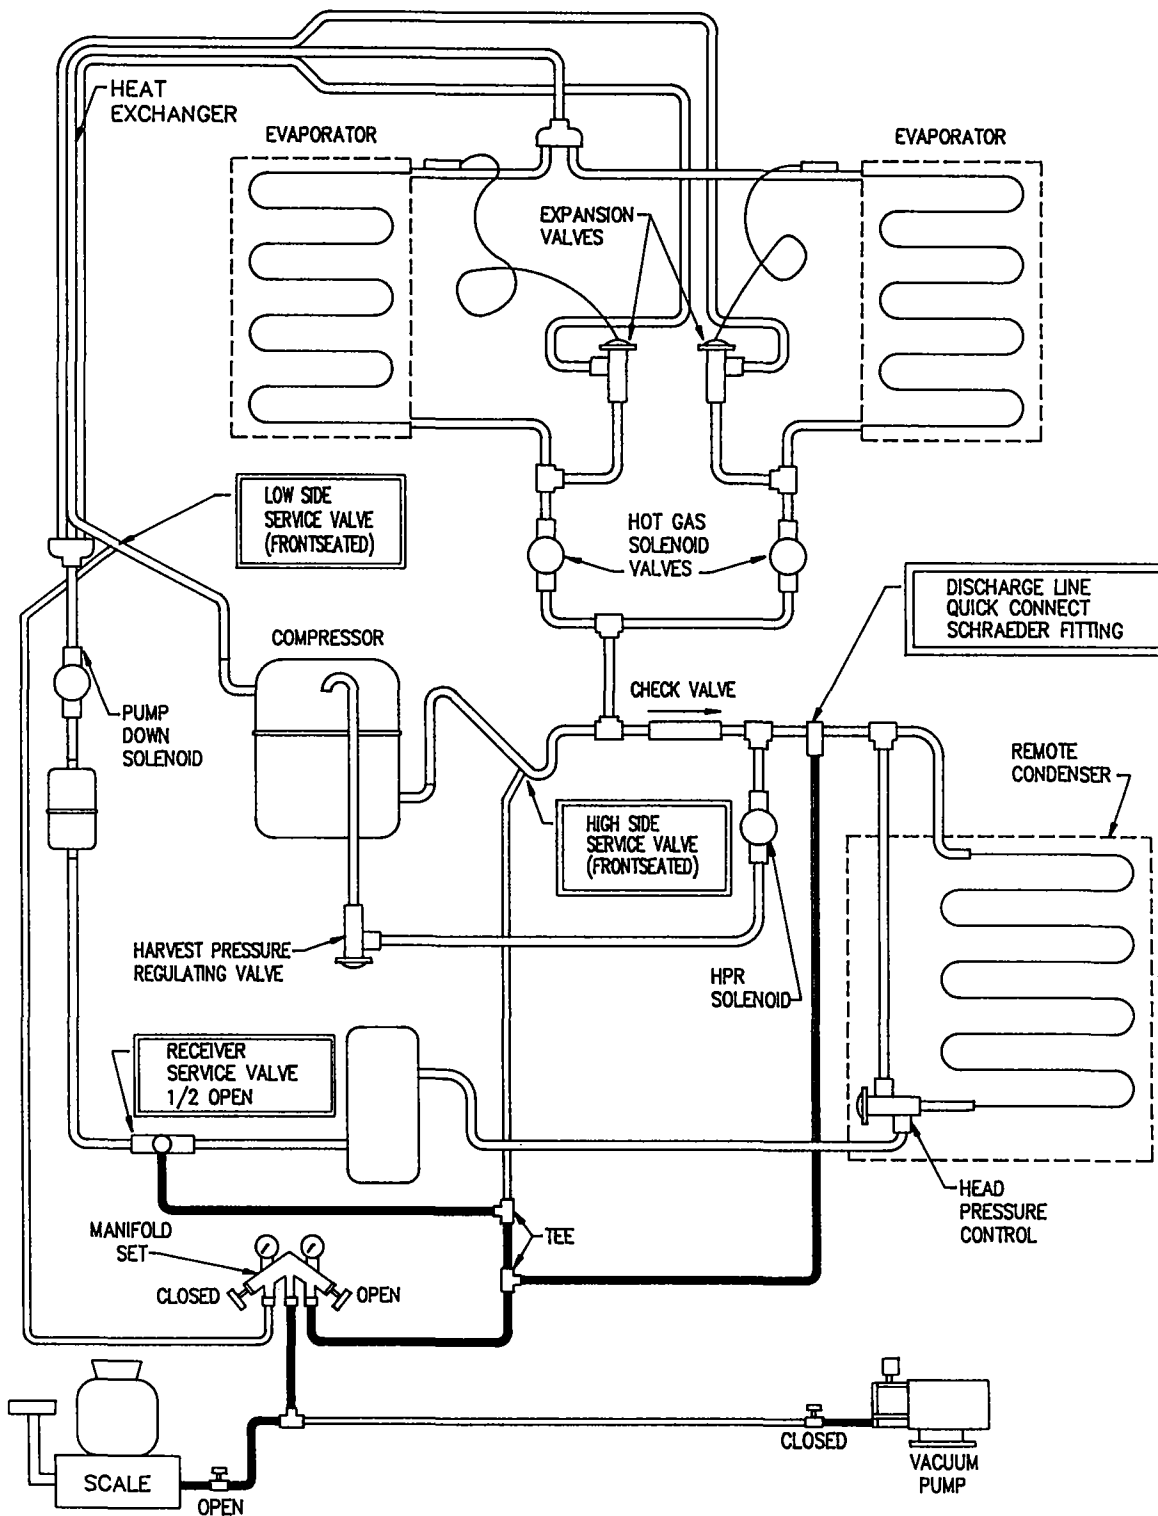 HEAT
EXCHANGER
EVAPORATOR
EVAPORATOR
EXPANSION
VALVES
LOW SIDE
SERVICE VALVE
(FRONTSEATED)
HOT GAS
SOLENOID
VALVES
DISCHARGE LINE
QUICK CONNECT
SCHRAEDER FITTING
COMPRESSOR
CHECK VALVE
PUMP
DOWN
SOLENOID
REMOTE
CONDENSER
HIGH SIDE
SERVICE VALVE
(FRONTSEATED)
HARVEST PRESSURE
REGULATING VALVE
HPR
SOLENOID
RECEIVER
SERVICE VALVE
1/2 OPEN
HEAD
PRESSURE
CONTROL
MANIFOLD
SET
TEE
CLOSED
OPEN
SCALE
OPEN
CLOSED
VACUUM
PUMP